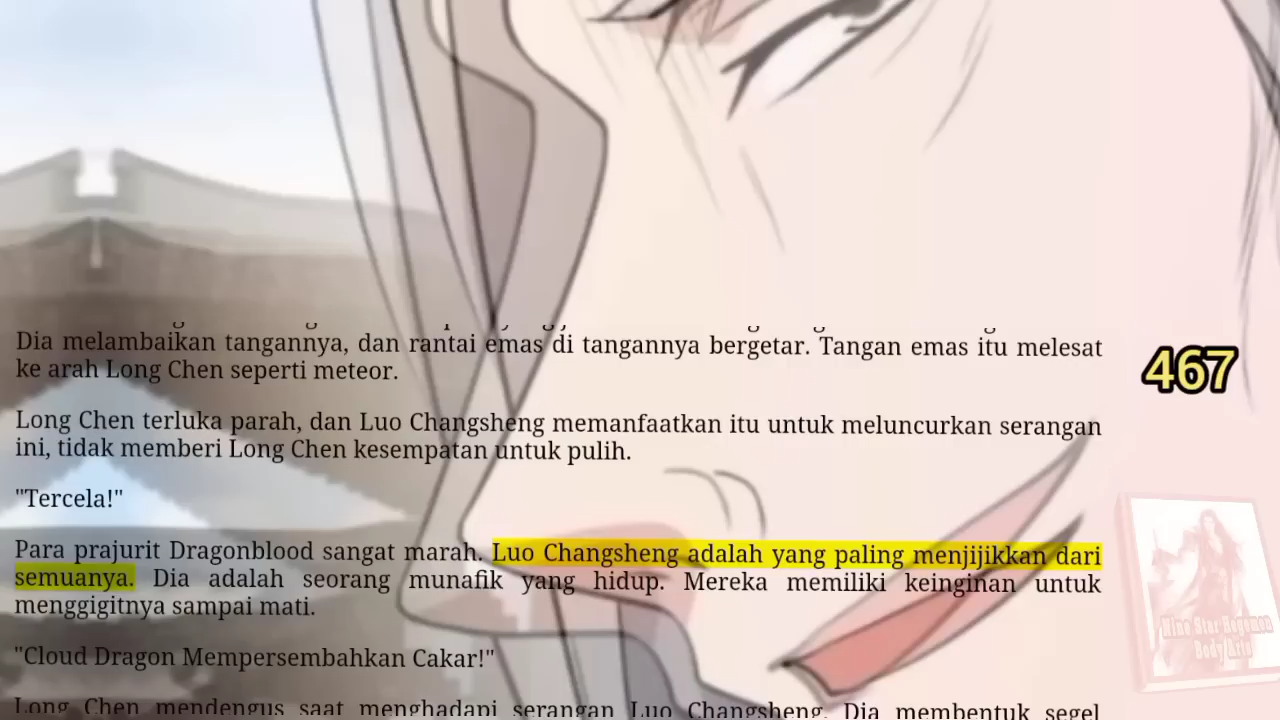 Dia melambaikan tangannya, dan rantai emas di tangannya bergetar. Tangan emas itu melesat
ke arah Long Chen seperti meteor.
Long Chen terluka parah, dan Luo Changsheng memanfaatkan itu untuk meluncurkan serangan
ini, tidak memberi Long Chen kesempatan untuk pulih.
"Tercela!"
Para prajurit Dragonblood sangat marah. Luo Changsheng adalah yang paling menjijikkan dari
semuanya. Dia adalah seorang munafik yang hidup. Mereka memiliki keinginan untuk
menggigitnya sampai mati.
"Cloud Dragon Mempersembahkan Cakar!"
Long Chen mendengus saat menghadapi serangan Luo Changsheng. Dia membentuk segel
467
Nine Star Hegemon
Body Arts